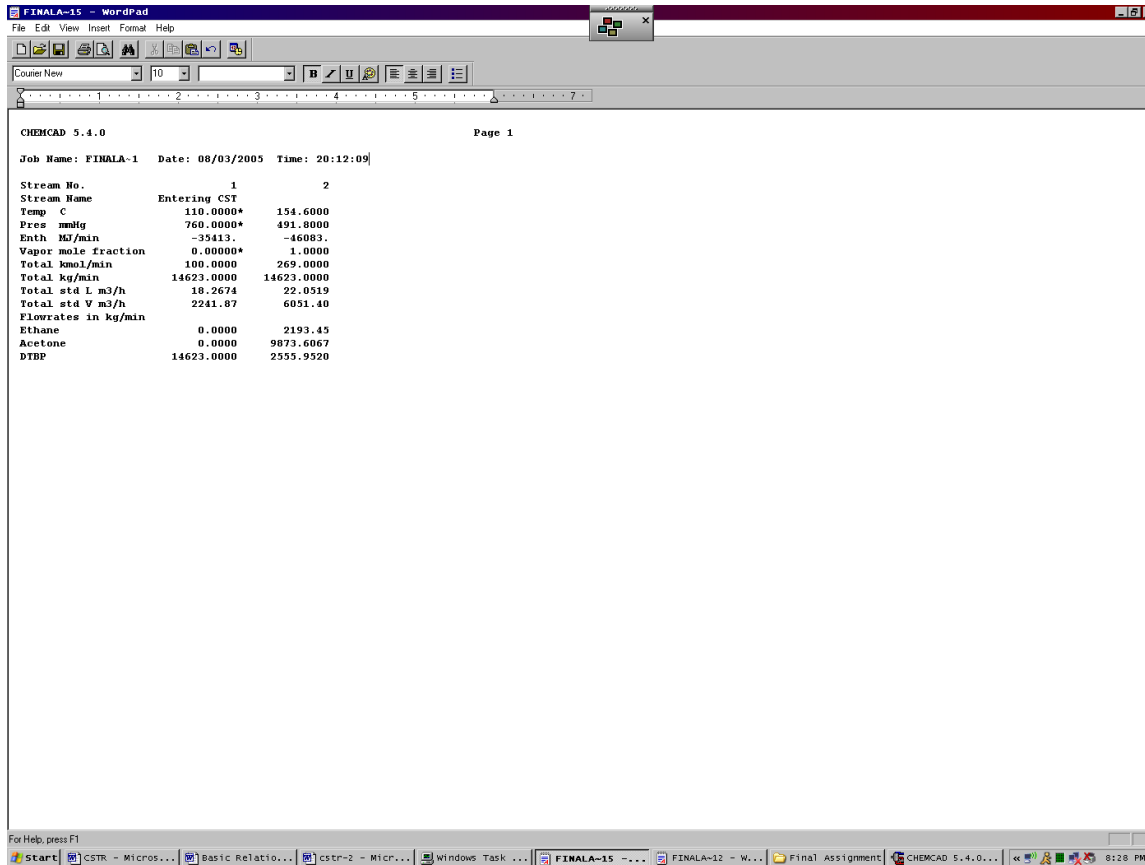 FINALA~15 - WordPad
File Edit View Insert Format Help
Courier New 10
B I U
1 2 3 4 5 7
CHEMCAD 5.4.0 Page 1
Job Name: FINALA~1 Date: 08/03/2005 Time: 20:12:09
Stream No. 1 2
Stream Name Entering CST
Temp C 110.0000* 154.6000
Pres mmHg 760.0000* 491.8000
Enth MJ/min -35413. -46083.
Vapor mole fraction 0.00000* 1.0000
Total kmol/min 100.0000 269.0000
Total kg/min 14623.0000 14623.0000
Total std L m3/h 18.2674 22.0519
Total std V m3/h 2241.87 6051.40
Flowrates in kg/min
Ethane 0.0000 2193.45
Acetone 0.0000 9873.6067
DTBP 14623.0000 2555.9520
For Help, press F1
Start CSTR - Micros... Basic Relatio... cstr-2 - Micr... Windows Task ... FINALA~15 -... FINALA~12 - W... Final Assignment CHEMCAD 5.4.0... « 8:28 PM